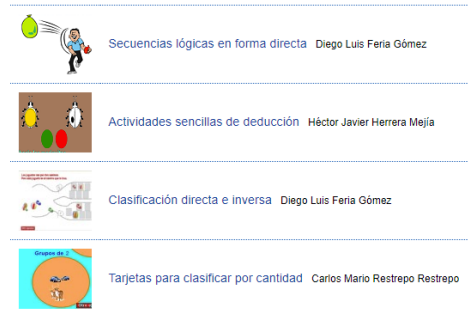 Secuencias lógicas en forma directa Diego Luis Feria Gómez
Actividades sencillas de deducción Héctor Javier Herrera Mejía
Clasificación directa e inversa Diego Luis Feria Gómez
Grupos de 2
Tarjetas para clasificar por cantidad Carlos Mario Restrepo Restrepo